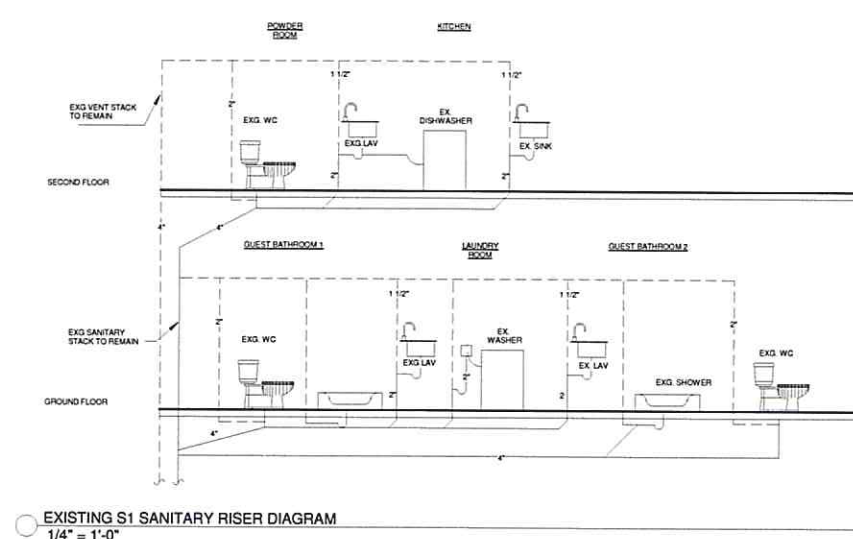 POWDER
ROOM
KITCHEN
1 1/2"
1 1/2"
EXG VENT STACK
TO REMAIN
2"
EXG. WC
EXG LAV
EX.
DISHWASHER
EX. SINK
2"
2"
SECOND FLOOR
4"
4"
GUEST BATHROOM 1
LAUNDRY
ROOM
GUEST BATHROOM 2
1 1/2"
1 1/2"
EXG SANITARY
STACK TO REMAIN
2"
EXG. WC
EXG LAV
EX.
WASHER
EX. LAV
2"
EXG. WC
2"
EXG. SHOWER
2"
2
GROUND FLOOR
4"
4"
EXISTING S1 SANITARY RISER DIAGRAM
1/4" = 1'-0"